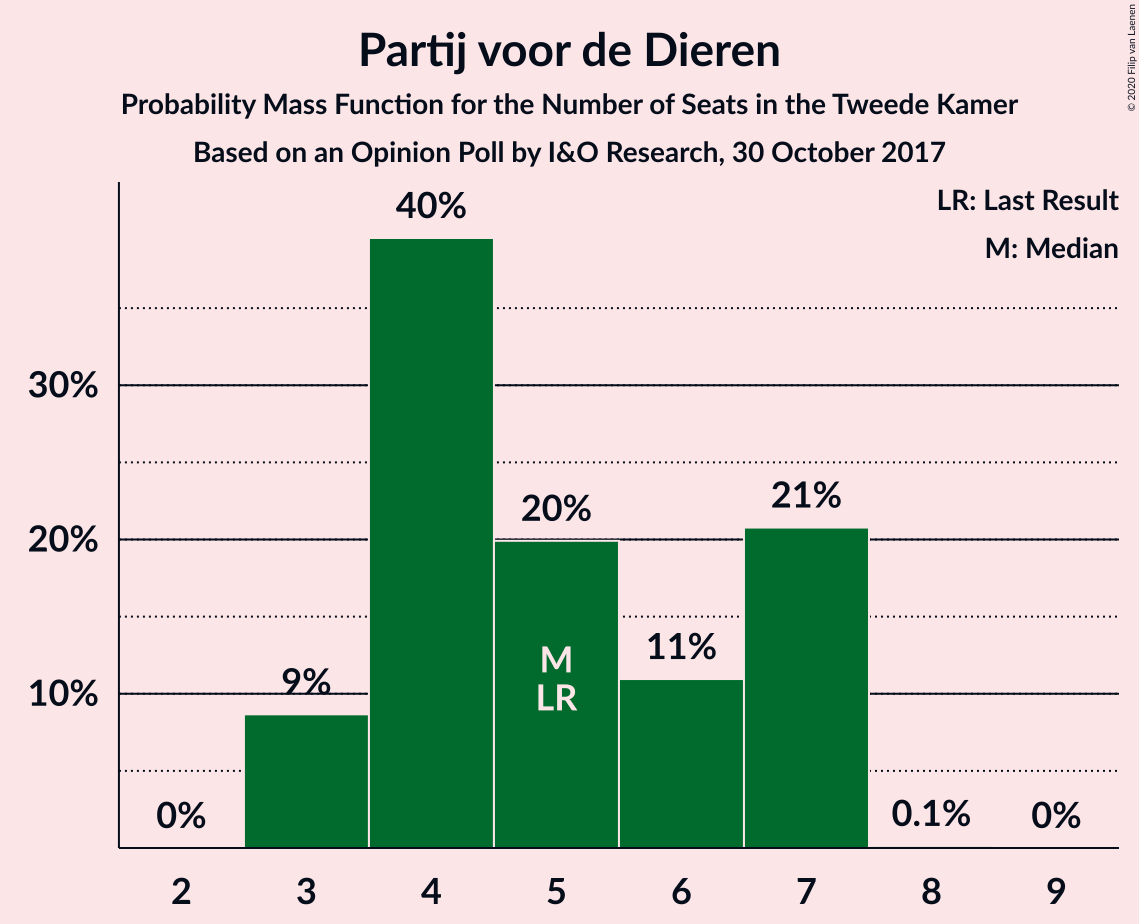 Partij voor de Dieren
Probability Mass Function for the Number of Seats in the Tweede Kamer
Based on an Opinion Poll by I&O Research, 30 October 2017
© 2020 Filip van Laenen
LR: Last Result
M: Median
40%
30%
20%
10%
0%
9%
20%
11%
21%
0.1%
0%
M
LR
2 3 4 5 6 7 8 9